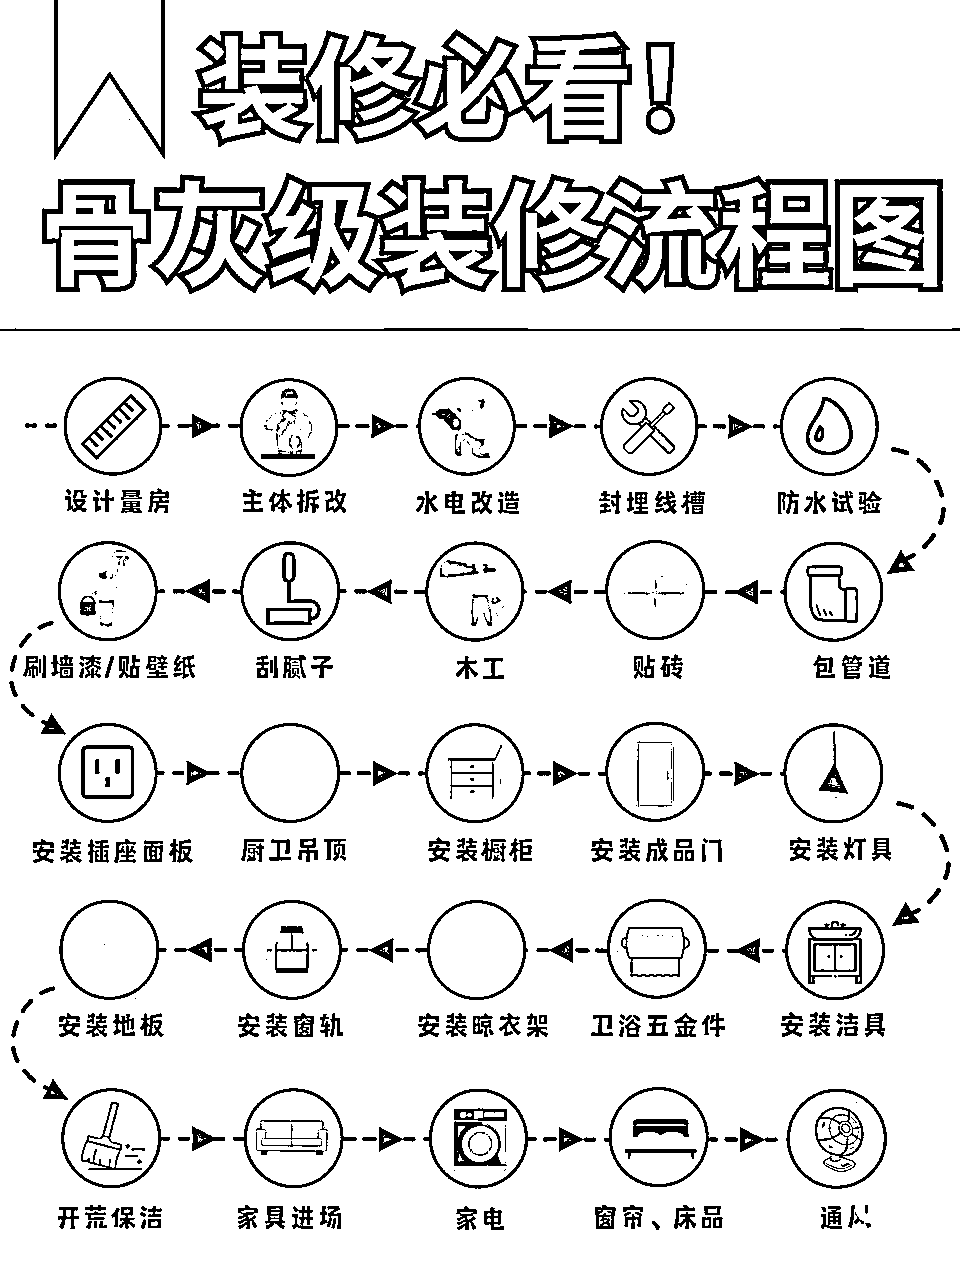 装修必看!
骨灰级装修流程图
设计量房 主体拆改 水电改造 封埋线槽 防水试验
刷墙漆/贴壁纸 刮腻子 木工 贴砖 包管道
安装插座面板 厨卫吊顶 安装橱柜 安装成品门 安装灯具
安装地板 安装窗轨 安装晾衣架 卫浴五金件 安装洁具
开荒保洁 家具进场 家电 窗帘、床品 通风